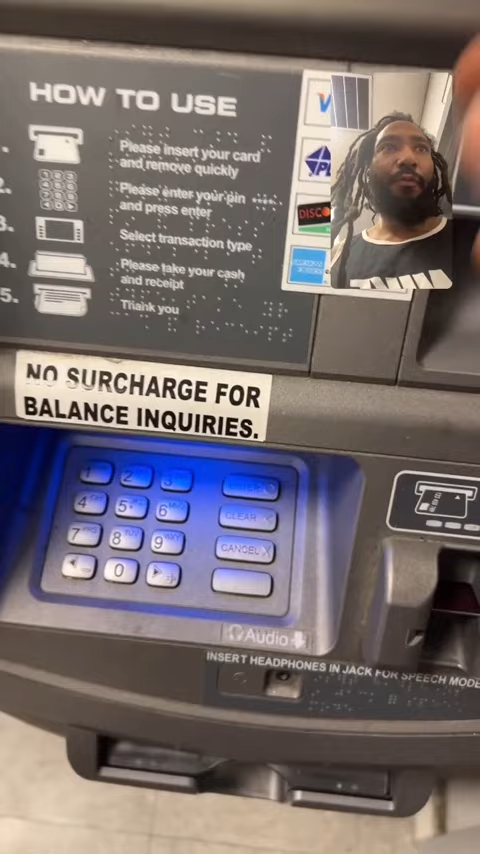 HOW TO USE
Please insert your card
and remove quickly
2.
Please enter your pin
and press enter
3.
Select transaction type
4.
Please take your cash
and receipt
5.
Thank you
DISCO
NO SURCHARGE FOR
BALANCE INQUIRIES.
1 2 3
4 5 6 CLEAR
7 8 9 CANCEL X
0
Audio
INSERT HEADPHONES IN JACK FOR SPEECH MODE